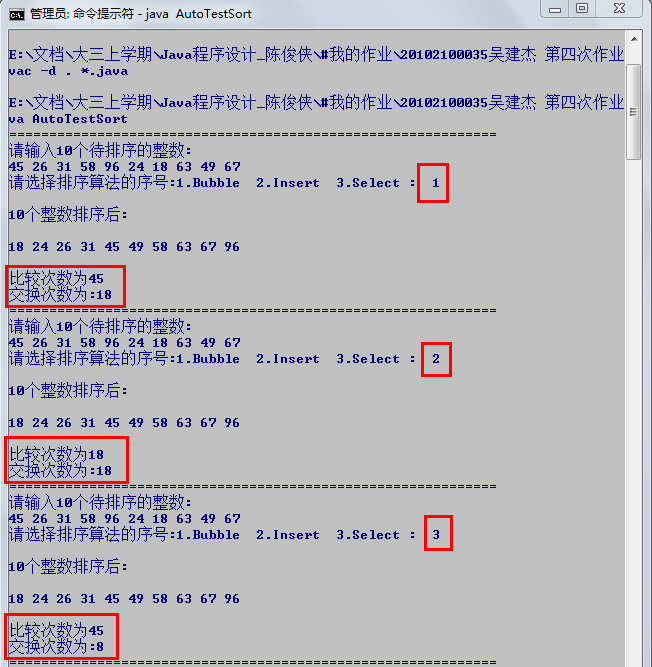 管理员: 命令提示符 - java AutoTestSort
E:\文档\大三上学期\Java程序设计_陈俊侠\#我的作业\20102100035吴建杰 第四次作业
vac -d . *.java
E:\文档\大三上学期\Java程序设计_陈俊侠\#我的作业\20102100035吴建杰 第四次作业
va AutoTestSort
=============================================================
请输入10个待排序的整数:
45 26 31 58 96 24 18 63 49 67
请选择排序算法的序号:1.Bubble  2.Insert  3.Select :  1
10个整数排序后:
18 24 26 31 45 49 58 63 67 96
比较次数为45
交换次数为:18
=============================================================
请输入10个待排序的整数:
45 26 31 58 96 24 18 63 49 67
请选择排序算法的序号:1.Bubble  2.Insert  3.Select :  2
10个整数排序后:
18 24 26 31 45 49 58 63 67 96
比较次数为18
交换次数为:18
=============================================================
请输入10个待排序的整数:
45 26 31 58 96 24 18 63 49 67
请选择排序算法的序号:1.Bubble  2.Insert  3.Select :  3
10个整数排序后:
18 24 26 31 45 49 58 63 67 96
比较次数为45
交换次数为:8
=============================================================